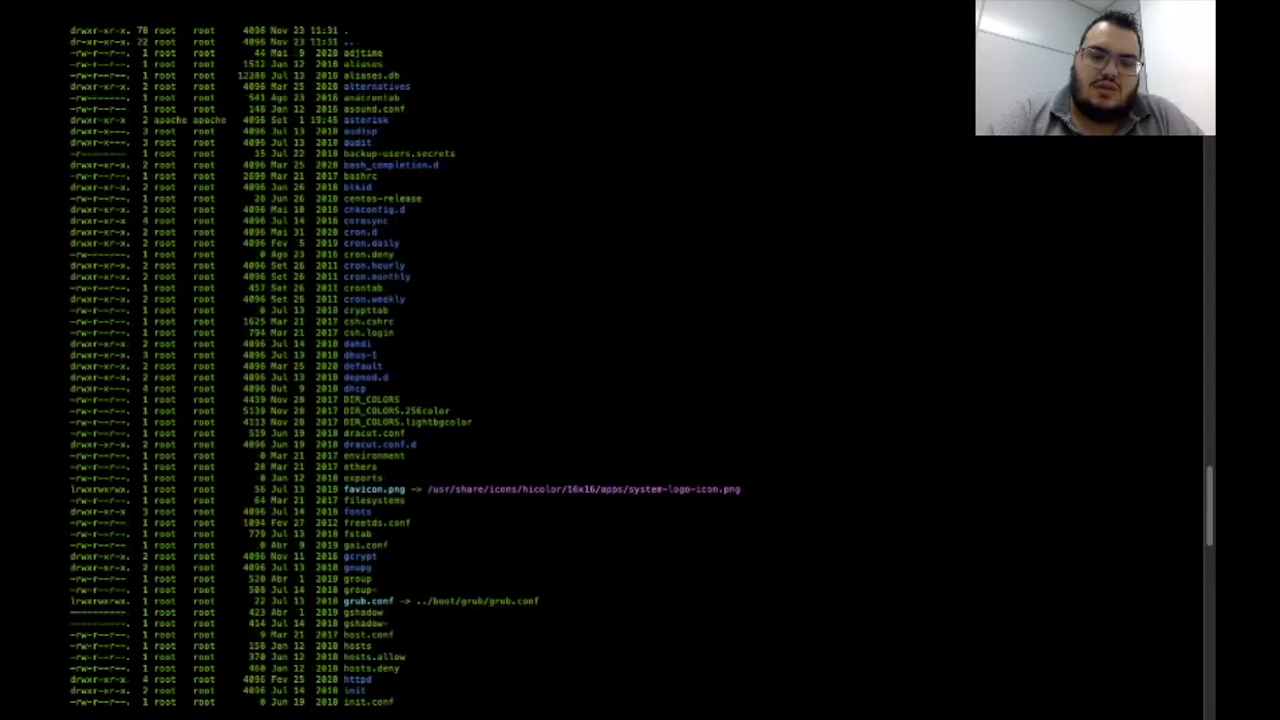 drwxr-xr-x. 78 root root 4096 Nov 23 11:31 .
drwxr-xr-x. 22 root root 4096 Nov 23 11:31 ..
-rw-r--r--. 1 root root 44 Mai 9 2020 adjtime
-rw-r--r--. 1 root root 1512 Jan 12 2018 aliases
-rw-r--r--. 1 root root 12288 Jul 13 2018 aliases.db
drwxr-xr-x. 2 root root 4096 Mar 25 2020 alternatives
-rw-------. 1 root root 541 Ago 23 2016 anacrontab
-rw-r--r--. 1 root root 148 Jan 12 2016 asound.conf
drwxr-xr-x 2 apache apache 4096 Set 1 19:45 asterisk
drwxr-x---. 3 root root 4096 Jul 13 2018 audisp
drwxr-x---. 3 root root 4096 Jul 13 2018 audit
-r-------- 1 root root 35 Jul 22 2018 backup-users.secrets
drwxr-xr-x. 2 root root 4096 Mar 25 2020 bash_completion.d
-rw-r--r--. 1 root root 2699 Mar 21 2017 bashrc
drwxr-xr-x. 2 root root 4096 Jan 26 2018 blkid
-rw-r--r--. 1 root root 28 Jun 26 2018 centos-release
drwxr-xr-x. 2 root root 4096 Mai 10 2016 chkconfig.d
drwxr-xr-x 4 root root 4096 Jul 14 2018 corosync
drwxr-xr-x. 2 root root 4096 Mai 31 2020 cron.d
drwxr-xr-x. 2 root root 4096 Fev 5 2019 cron.daily
-rw-------. 1 root root 0 Ago 23 2016 cron.deny
drwxr-xr-x. 2 root root 4096 Set 26 2011 cron.hourly
drwxr-xr-x. 2 root root 4096 Set 26 2011 cron.monthly
-rw-r--r--. 1 root root 457 Set 26 2011 crontab
drwxr-xr-x. 2 root root 4096 Set 26 2011 cron.weekly
-rw-r--r--. 1 root root 0 Jul 13 2018 crypttab
-rw-r--r--. 1 root root 1625 Mar 21 2017 csh.cshrc
-rw-r--r--. 1 root root 794 Mar 21 2017 csh.login
drwxr-xr-x 2 root root 4096 Jul 14 2018 dahdi
drwxr-xr-x. 3 root root 4096 Jul 13 2018 dbus-1
drwxr-xr-x. 2 root root 4096 Mar 25 2020 default
drwxr-xr-x. 2 root root 4096 Jul 13 2018 depmod.d
drwxr-x---. 4 root root 4096 Out 9 2018 dhcp
-rw-r--r--. 1 root root 4439 Nov 28 2017 DIR_COLORS
-rw-r--r--. 1 root root 5139 Nov 28 2017 DIR_COLORS.256color
-rw-r--r--. 1 root root 4113 Nov 28 2017 DIR_COLORS.lightbgcolor
-rw-r--r--. 1 root root 519 Jun 19 2018 dracut.conf
drwxr-xr-x. 2 root root 4096 Jun 19 2018 dracut.conf.d
-rw-r--r--. 1 root root 0 Mar 21 2017 environment
-rw-r--r--. 1 root root 28 Mar 21 2017 ethers
-rw-r--r--. 1 root root 0 Jan 12 2018 exports
lrwxrwxrwx. 1 root root 56 Jul 13 2018 favicon.png -> /usr/share/icons/hicolor/16x16/apps/system-logo-icon.png
-rw-r--r--. 1 root root 64 Mar 21 2017 filesystems
drwxr-xr-x. 3 root root 4096 Jul 14 2018 fonts
-rw-r--r-- 1 root root 1094 Fev 27 2012 freetds.conf
-rw-r--r--. 1 root root 779 Jul 13 2018 fstab
-rw-r--r-- 1 root root 0 Abr 9 2019 gai.conf
drwxr-xr-x. 2 root root 4096 Nov 11 2016 gcrypt
drwxr-xr-x. 2 root root 4096 Jul 13 2018 gnupg
-rw-r--r-- 1 root root 520 Abr 1 2019 group
-rw-r--r--. 1 root root 508 Jul 14 2018 group-
lrwxrwxrwx. 1 root root 22 Jul 13 2018 grub.conf -> ../boot/grub/grub.conf
---------- 1 root root 423 Abr 1 2019 gshadow
----------. 1 root root 414 Jul 14 2018 gshadow-
-rw-r--r--. 1 root root 9 Mar 21 2017 host.conf
-rw-r--r--. 1 root root 158 Jan 12 2018 hosts
-rw-r--r--. 1 root root 370 Jan 12 2018 hosts.allow
-rw-r--r--. 1 root root 460 Jan 12 2018 hosts.deny
drwxr-xr-x. 4 root root 4096 Fev 25 2020 httpd
drwxr-xr-x. 2 root root 4096 Jul 14 2018 init
-rw-r--r--. 1 root root 0 Jun 19 2018 init.conf